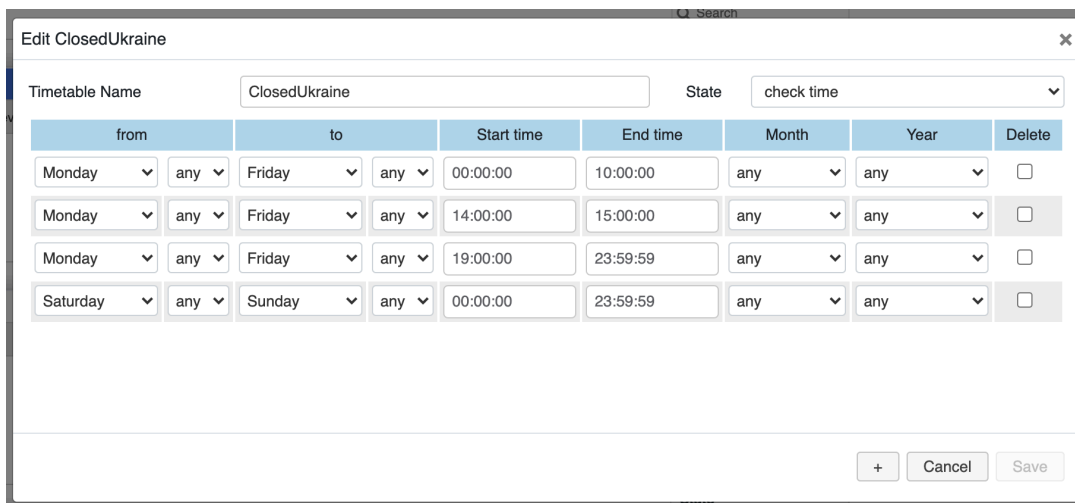 Search
Edit ClosedUkraine ×
Timetable Name ClosedUkraine State check time
from to Start time End time Month Year Delete
Monday any Friday any 00:00:00 10:00:00 any any
Monday any Friday any 14:00:00 15:00:00 any any
Monday any Friday any 19:00:00 23:59:59 any any
Saturday any Sunday any 00:00:00 23:59:59 any any
+ Cancel Save